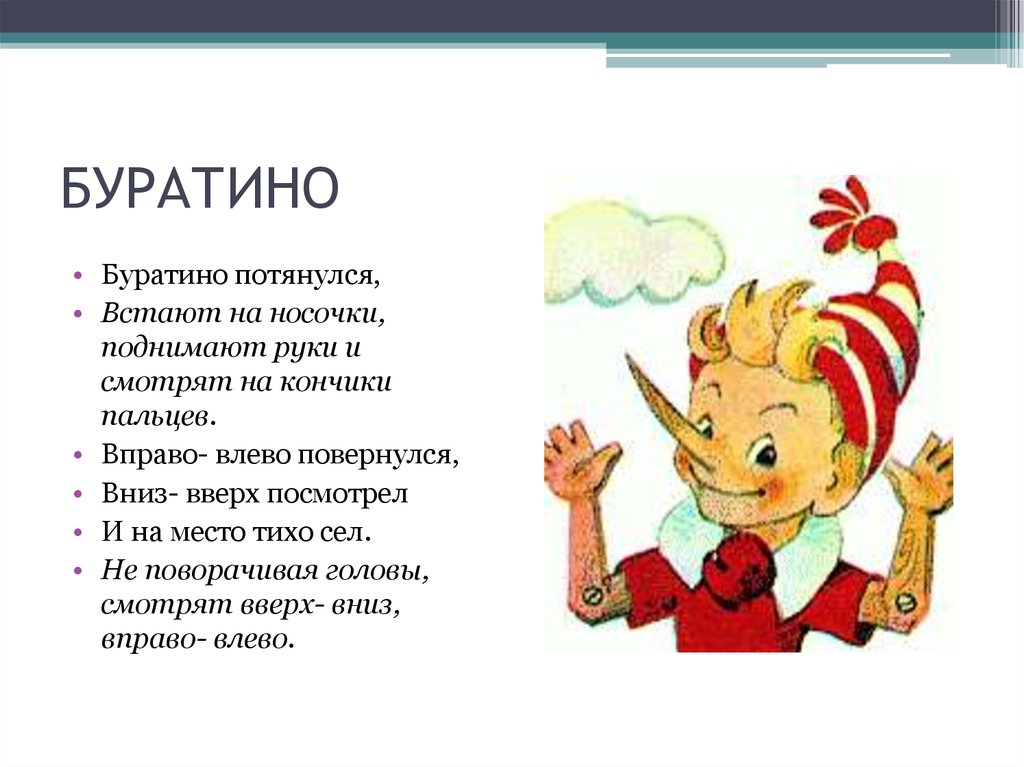 БУРАТИНО
• Буратино потянулся,
• Встают на носочки,
поднимают руки и
смотрят на кончики
пальцев.
• Вправо- влево повернулся,
• Вниз- вверх посмотрел
• И на место тихо сел.
• Не поворачивая головы,
смотрят вверх- вниз,
вправо- влево.